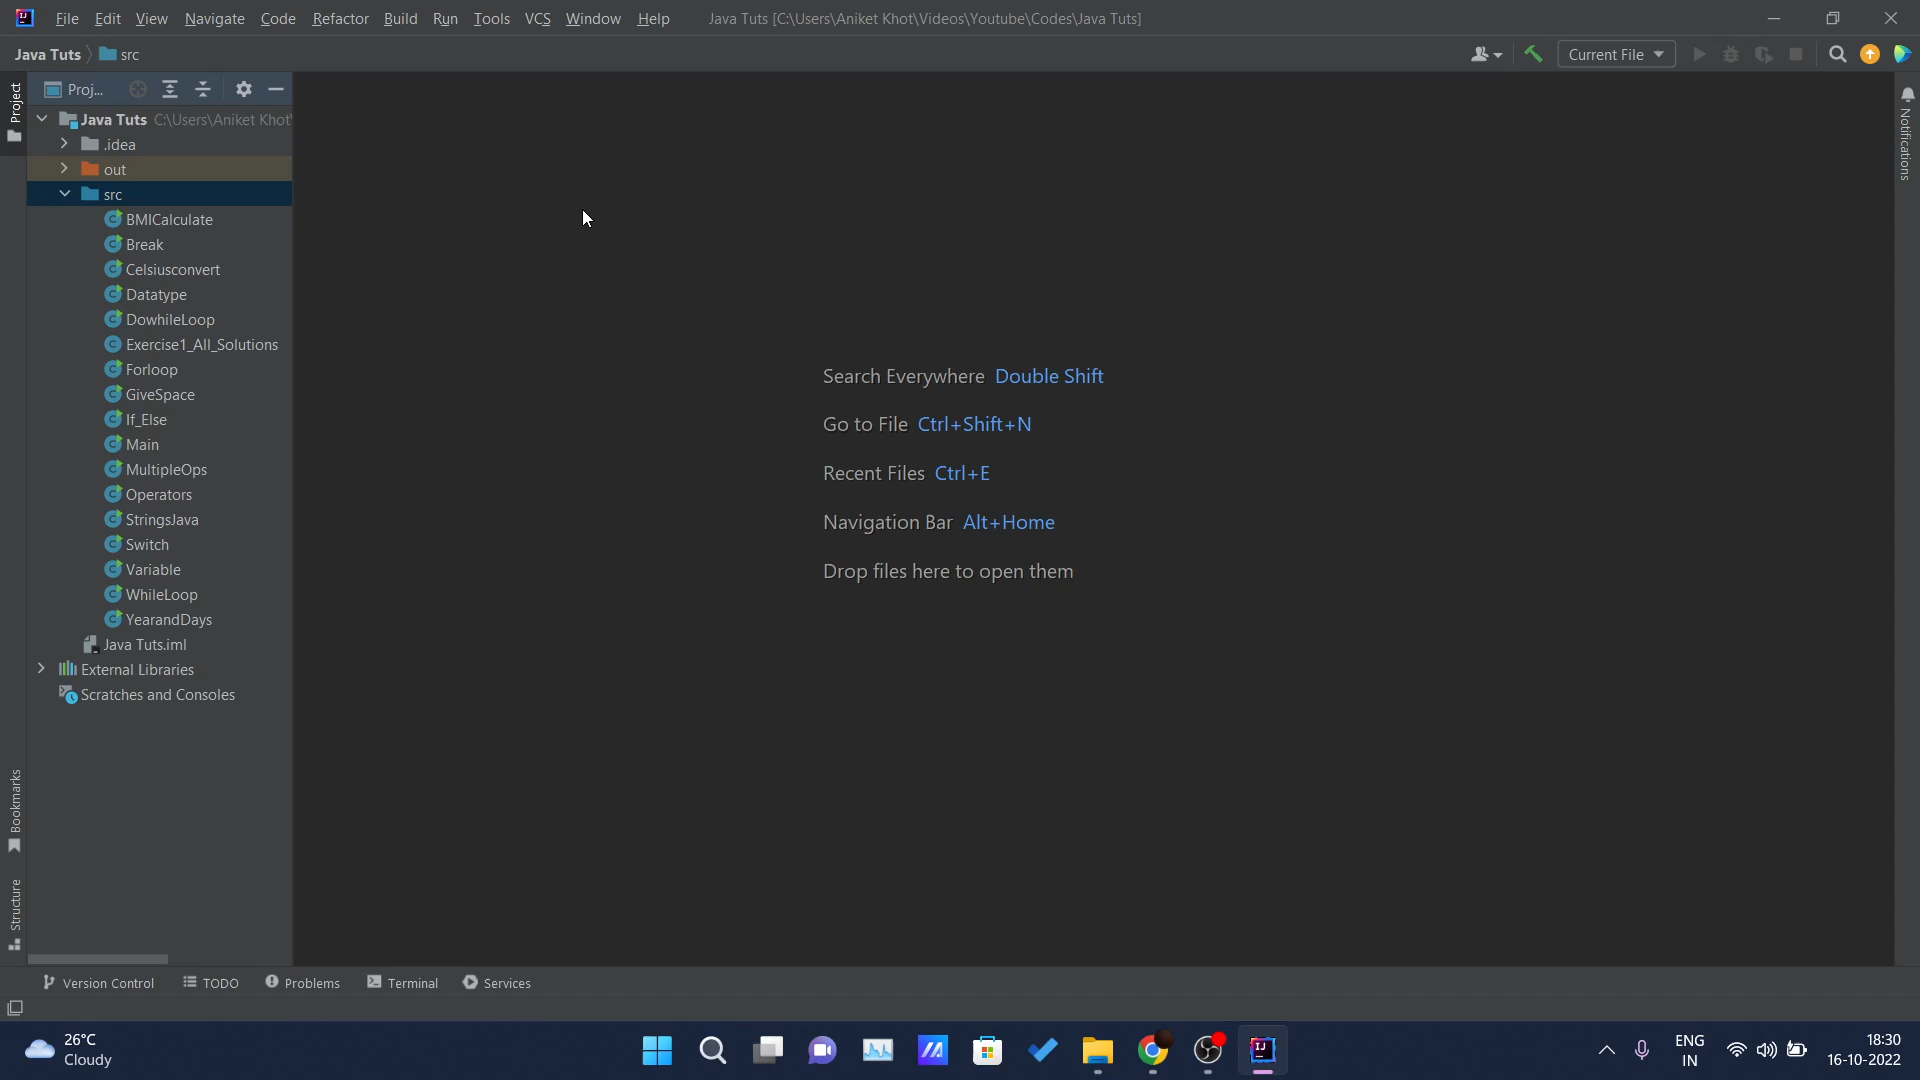 File Edit View Navigate Code Refactor Build Run Tools VCS Window Help Java Tuts [C:\Users\Aniket Khot\Videos\Youtube\Codes\Java Tuts]
Java Tuts src Current File
Proj...
Project
Java Tuts C:\Users\Aniket Khot\
.idea
out
src
BMICalculate
Break
Celsiusconvert
Datatype
DowhileLoop
Exercise1_All_Solutions
Forloop
GiveSpace
If_Else
Main
MultipleOps
Operators
StringsJava
Switch
Variable
WhileLoop
YearandDays
Java Tuts.iml
External Libraries
Scratches and Consoles
Search Everywhere Double Shift
Go to File Ctrl+Shift+N
Recent Files Ctrl+E
Navigation Bar Alt+Home
Drop files here to open them
Notifications
Bookmarks
Structure
Version Control TODO Problems Terminal Services
26°C
Cloudy
ENG
IN
18:30
16-10-2022